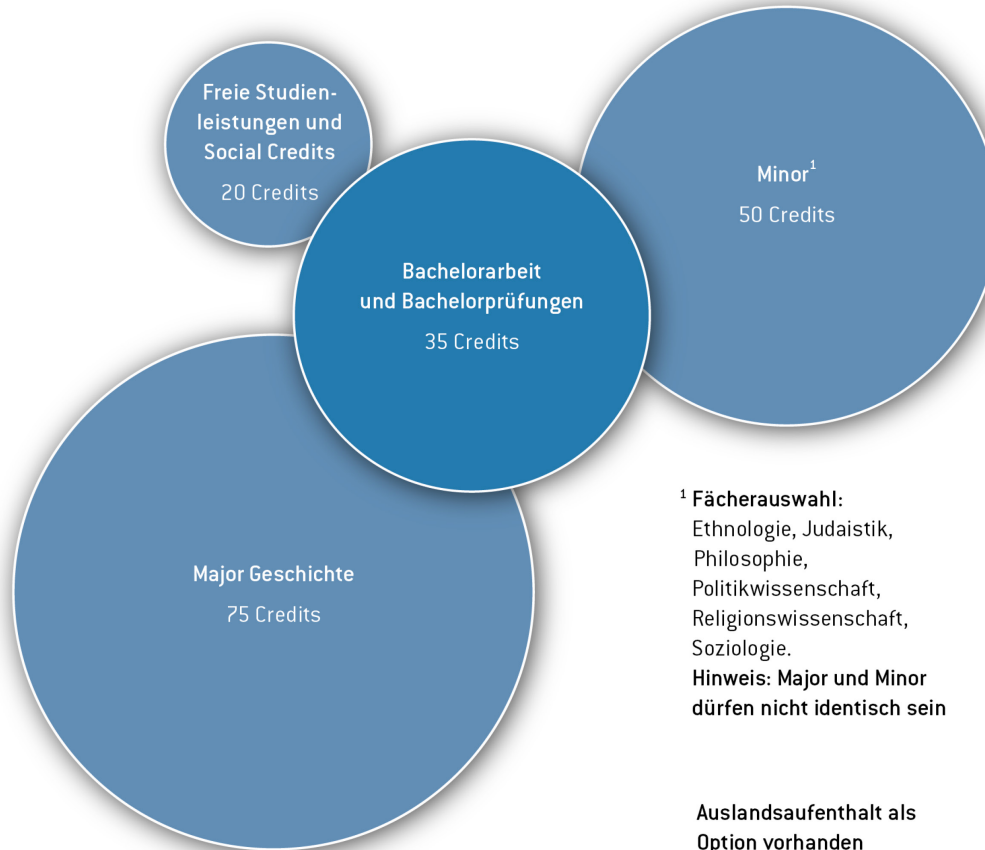 Freie Studien-
leistungen und
Social Credits
20 Credits
Minor¹
50 Credits
Bachelorarbeit
und Bachelorprüfungen
35 Credits
Major Geschichte
75 Credits
¹ Fächerauswahl:
Ethnologie, Judaistik,
Philosophie,
Politikwissenschaft,
Religionswissenschaft,
Soziologie.
Hinweis: Major und Minor
dürfen nicht identisch sein
Auslandsaufenthalt als
Option vorhanden